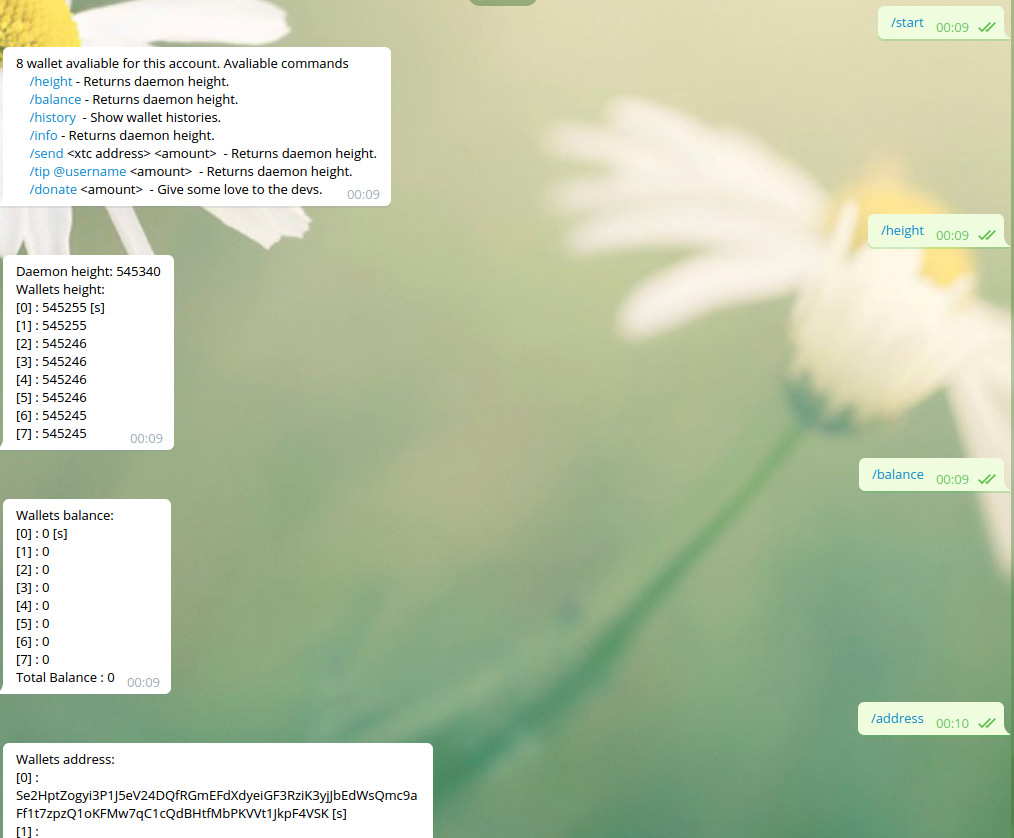 /start 00:09
8 wallet avaliable for this account. Avaliable commands
/height - Returns daemon height.
/balance - Returns daemon height.
/history - Show wallet histories.
/info - Returns daemon height.
/send <xtc address> <amount> - Returns daemon height.
/tip @username <amount> - Returns daemon height.
/donate <amount> - Give some love to the devs. 00:09
/height 00:09
Daemon height: 545340
Wallets height:
[0] : 545255 [s]
[1] : 545255
[2] : 545246
[3] : 545246
[4] : 545246
[5] : 545246
[6] : 545245
[7] : 545245 00:09
/balance 00:09
Wallets balance:
[0] : 0 [s]
[1] : 0
[2] : 0
[3] : 0
[4] : 0
[5] : 0
[6] : 0
[7] : 0
Total Balance : 0 00:09
/address 00:10
Wallets address:
[0] :
Se2HptZogyi3P1J5eV24DQfRGmEFdXdyeiGF3RziK3yjJbEdWsQmc9a
Ff1t7zpzQ1oKFMw7qC1cQdBHtfMbPKVVt1JkpF4VSK [s]
[1] :